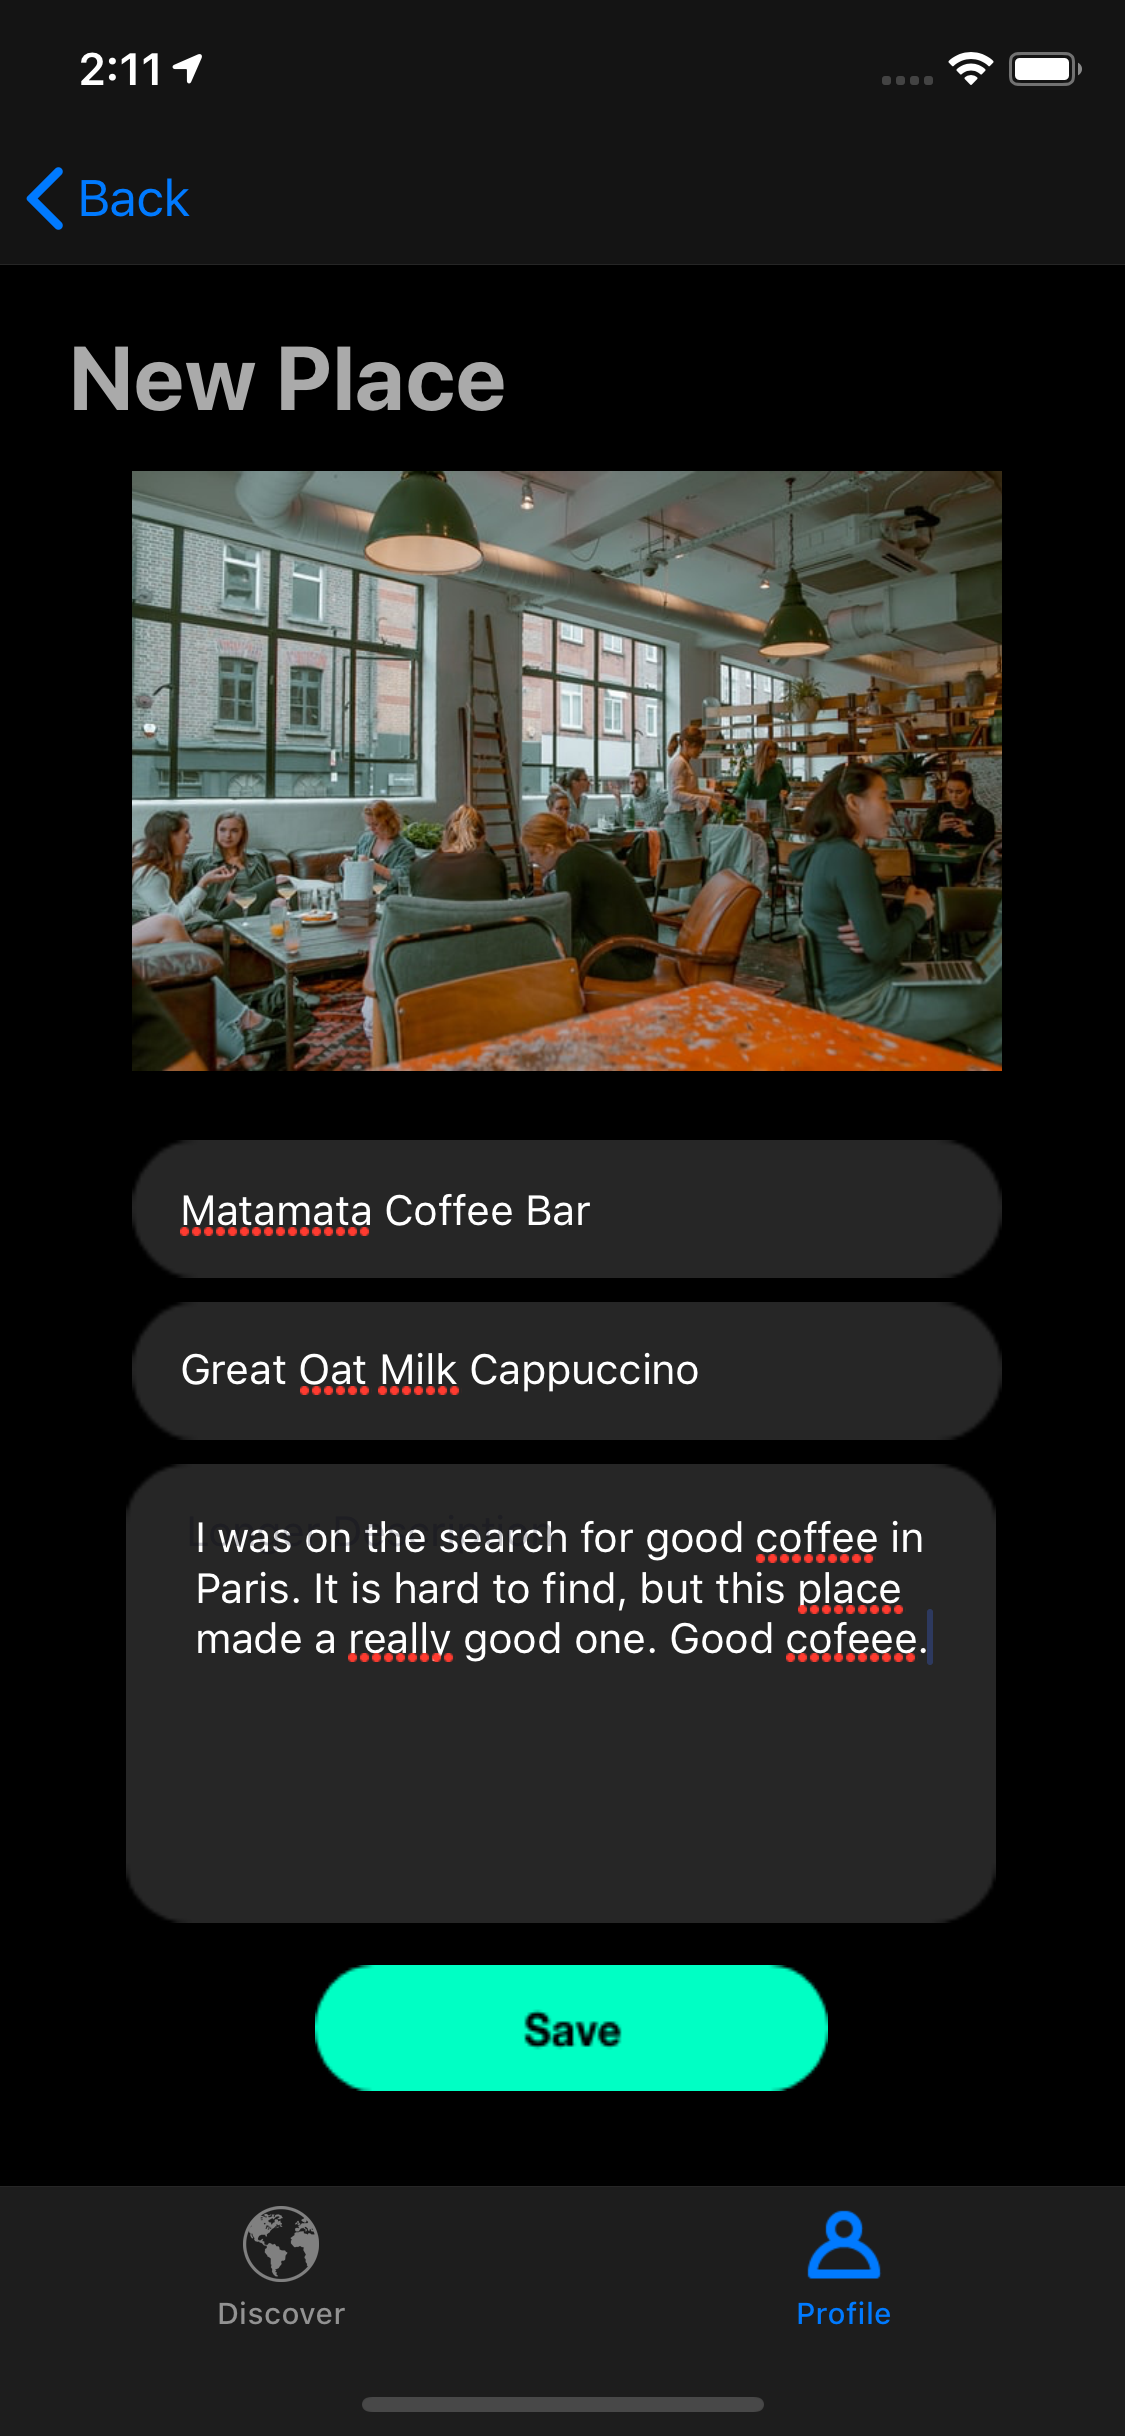 2:11
Back
New Place
Matamata Coffee Bar
Great Oat Milk Cappuccino
Longer Description
I was on the search for good coffee in
Paris. It is hard to find, but this place
made a really good one. Good cofeee.
Save
Discover
Profile